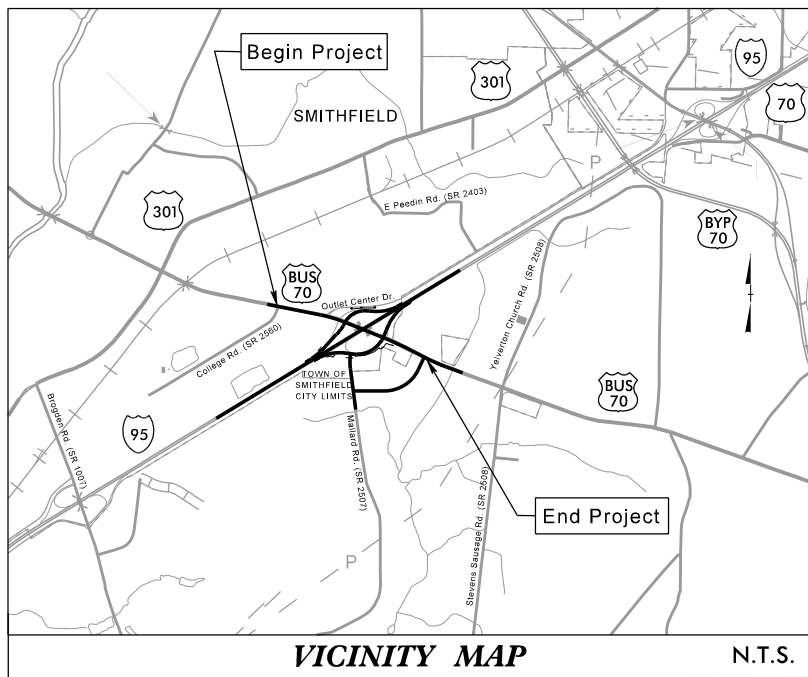 Begin Project
301
95
70
SMITHFIELD
P
E Peedin Rd. (SR 2403)
301
BYP
70
BUS
70
Outlet Center Dr.
Yelverton Church Rd. (SR 2508)
College Rd. (SR 2580)
TOWN OF
SMITHFIELD
CITY LIMITS
BUS
70
Brogden Rd. (SR 1007)
95
Mallard Rd. (SR 2507)
Stevens Sausage Rd. (SR 2508)
End Project
P
VICINITY MAP
N.T.S.